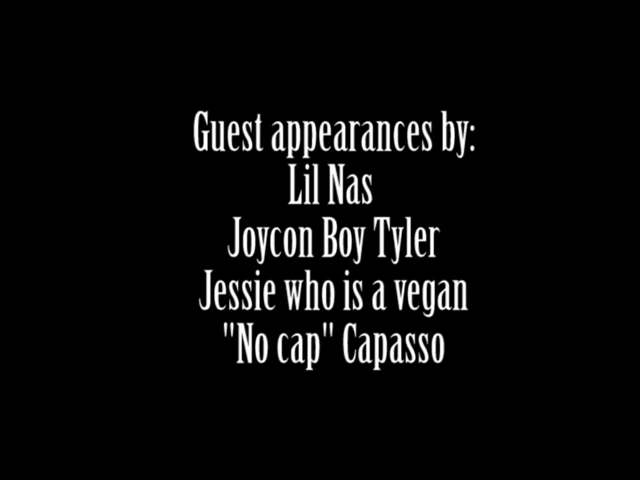 Guest appearances by:
Lil Nas
Joycon Boy Tyler
Jessie who is a vegan
"No cap" Capasso